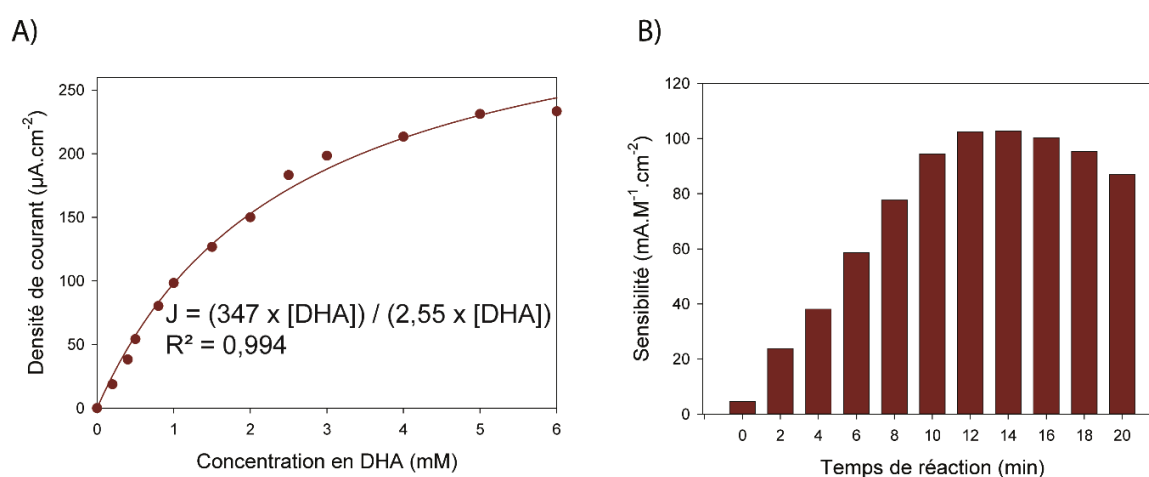 A)
Densité de courant (µA.cm⁻²)
250
200
150
100
50
0
J = (347 x [DHA]) / (2,55 x [DHA])
R² = 0,994
0 1 2 3 4 5 6
Concentration en DHA (mM)
B)
Sensibilité (mA.M⁻¹.cm⁻²)
120
100
80
60
40
20
0
0 2 4 6 8 10 12 14 16 18 20
Temps de réaction (min)